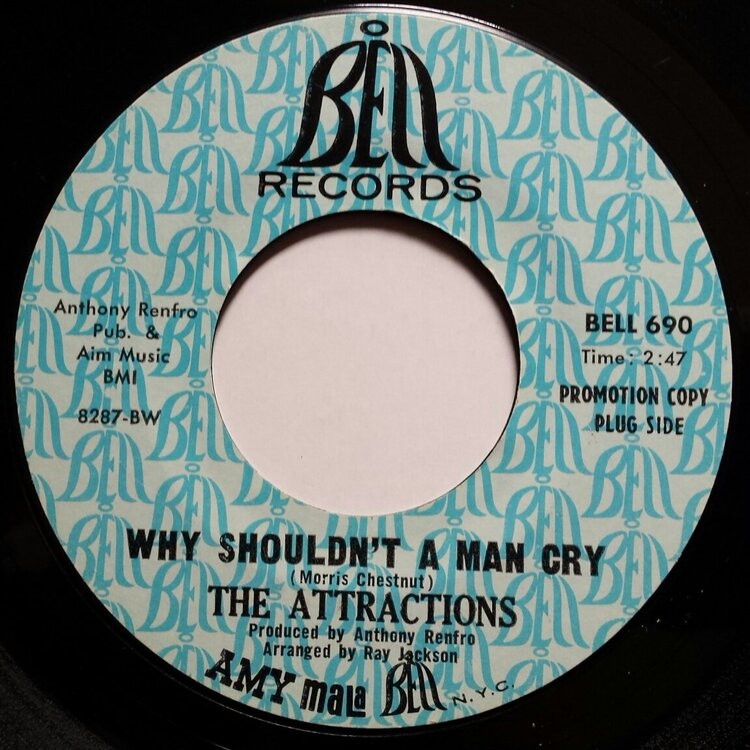 BELL
RECORDS
Anthony Renfro
Pub. &
Aim Music
BMI
8287-BW
BELL 690
Time: 2:47
PROMOTION COPY
PLUG SIDE
WHY SHOULDN'T A MAN CRY
(Morris Chestnut)
THE ATTRACTIONS
Produced by Anthony Renfro
Arranged by Ray Jackson
AMY mala BELL N.Y.C.